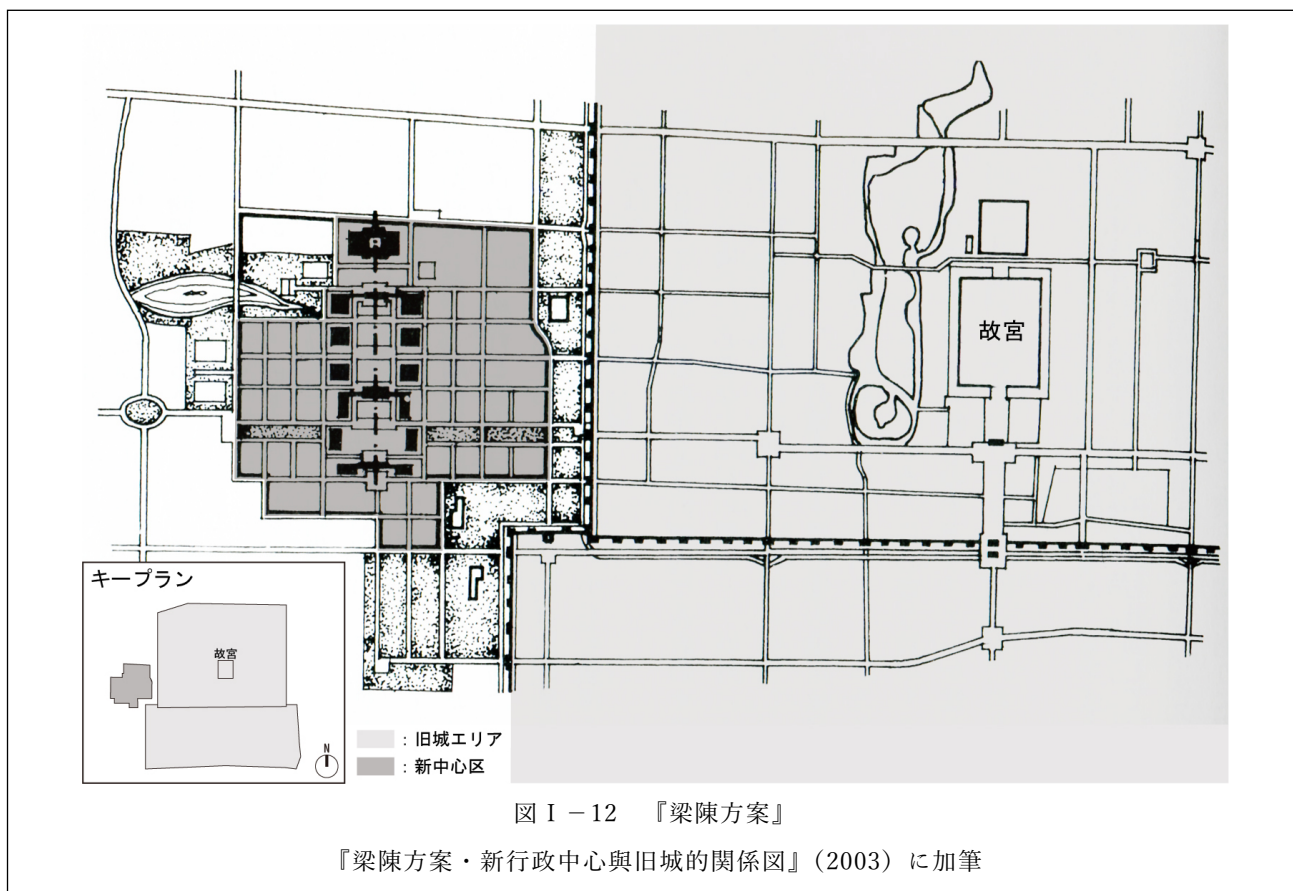 故宮
キープラン
故宮
N
：旧城エリア
：新中心区
図Ⅰ－12　『梁陳方案』
『梁陳方案・新行政中心與旧城的関係図』（2003）に加筆